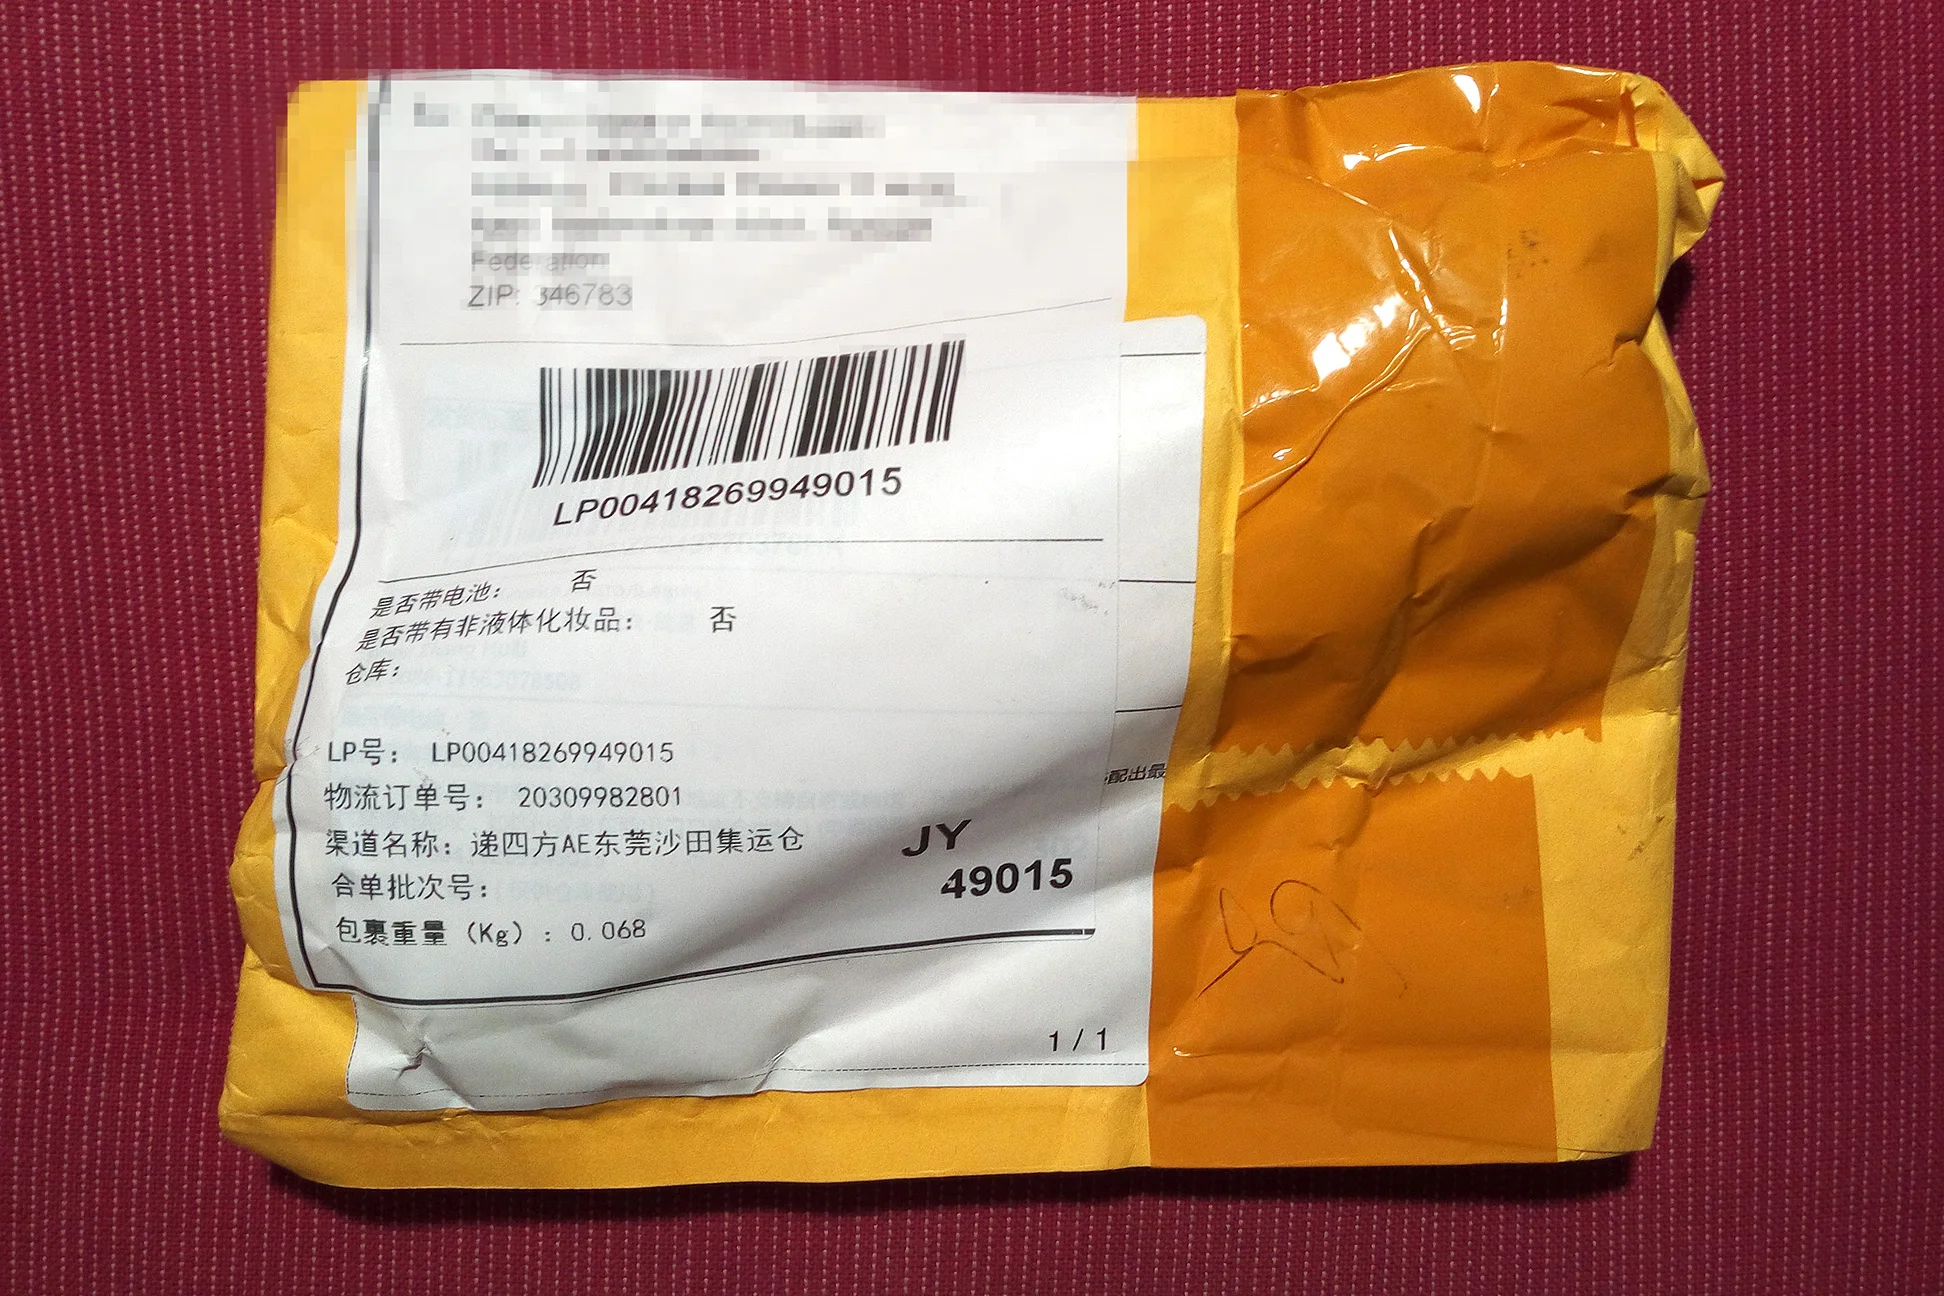 Federation
ZIP: 346783
LP00418269949015
是否带电池： 否
是否带有非液体化妆品： 否
仓库：
LP号： LP00418269949015
配出最
物流订单号： 20309982801
渠道名称：递四方AE东莞沙田集运仓
JY
合单批次号：
49015
包裹重量（Kg）：0.068
1 / 1